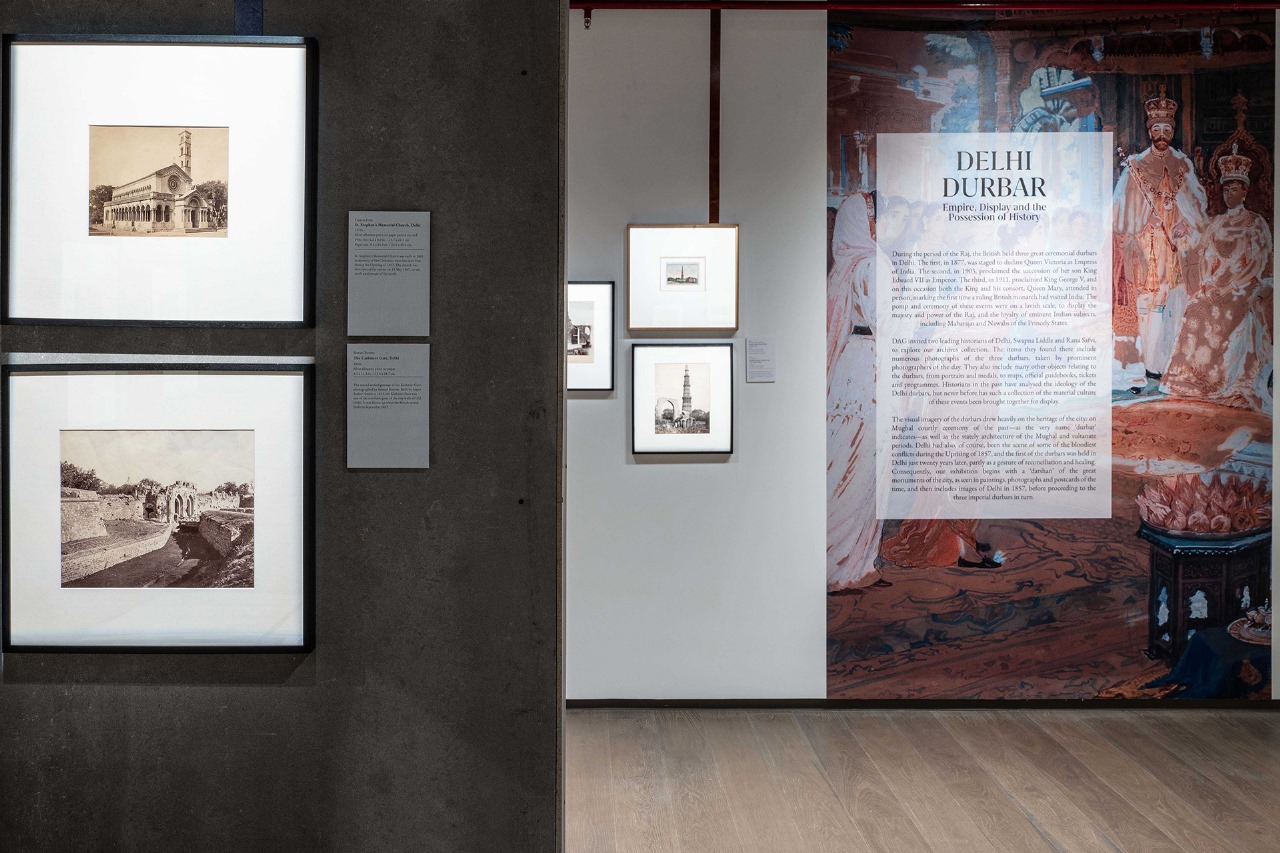 St. Stephen's Memorial Church, Delhi
The Cashmere Gate, Delhi
DELHI
DURBAR
Empire, Display and the
Possession of History
During the period of the Raj, the British held three great ceremonial durbars
in Delhi. The first, in 1877, was staged to declare Queen Victoria as Empress
of India. The second, in 1903, proclaimed the succession of her son King
Edward VII as Emperor. The third, in 1911, proclaimed King George V, and
on this occasion both the King and his consort, Queen Mary, attended in
person, marking the first time a ruling British monarch had visited India. The
pomp and ceremony of these events were on a lavish scale, to display the
majesty and power of the Raj, and the loyalty of eminent Indian subjects,
including Maharajas and Nawabs of the Princely States.
DAG invited two leading historians of Delhi, Swapna Liddle and Rana Safvi,
to explore our archives collection. The items they found there include
numerous photographs of the three durbars, taken by prominent
photographers of the day. They also include many other objects relating to
the durbars, from portraits and medals, to maps, official guidebooks, tickets
and programmes. Historians in the past have analysed the ideology of the
Delhi durbars, but never before has such a collection of the material culture
of these events been brought together for display.
The visual imagery of the durbars drew heavily on the heritage of the city: on
Mughal courtly ceremony of the past—as the very name 'durbar'
indicates—as well as the stately architecture of the Mughal and sultanate
periods. Delhi had also, of course, been the scene of some of the bloodiest
conflicts during the Uprising of 1857, and the first of the durbars was held in
Delhi just twenty years later, partly as a gesture of reconciliation and healing.
Consequently, our exhibition begins with a 'darshan' of the great
monuments of the city, as seen in paintings, photographs and postcards of the
time, and then includes images of Delhi in 1857, before proceeding to the
three imperial durbars in turn.